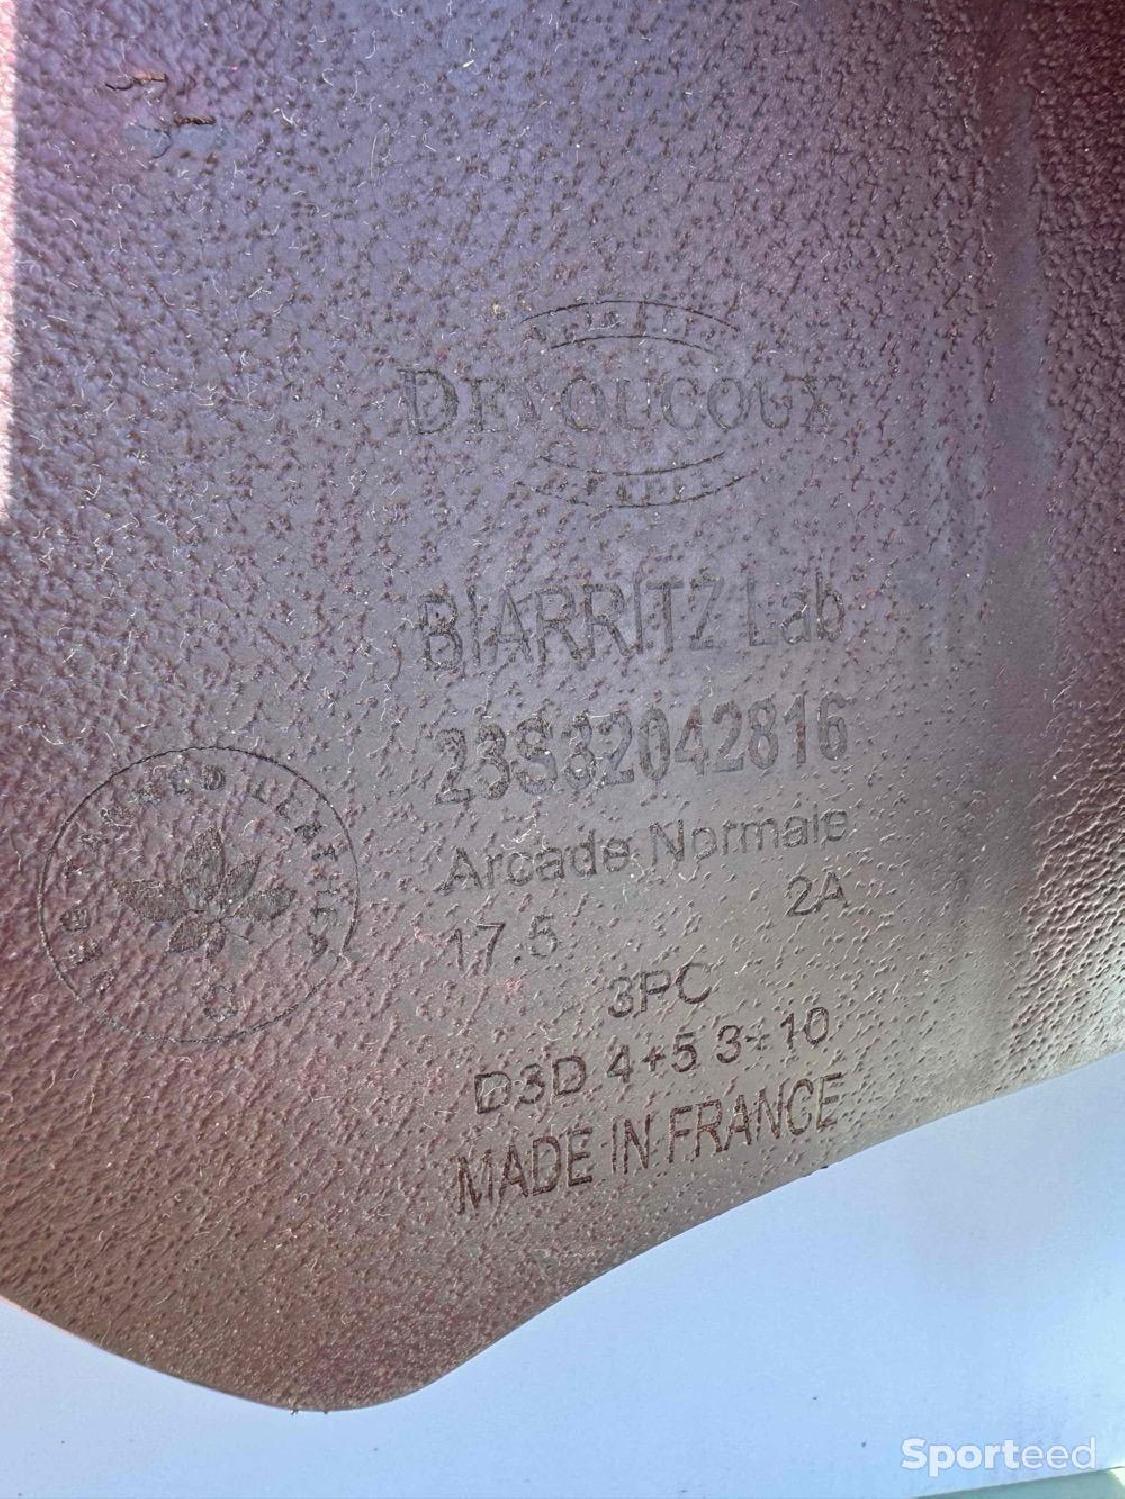 DEVOUCOUX
BIARRITZ Lab
23S32042816
Arcade Normale
17.5 2A
3PC
D3D 4+5 3+10
MADE IN FRANCE
LEATHER
Sporteed